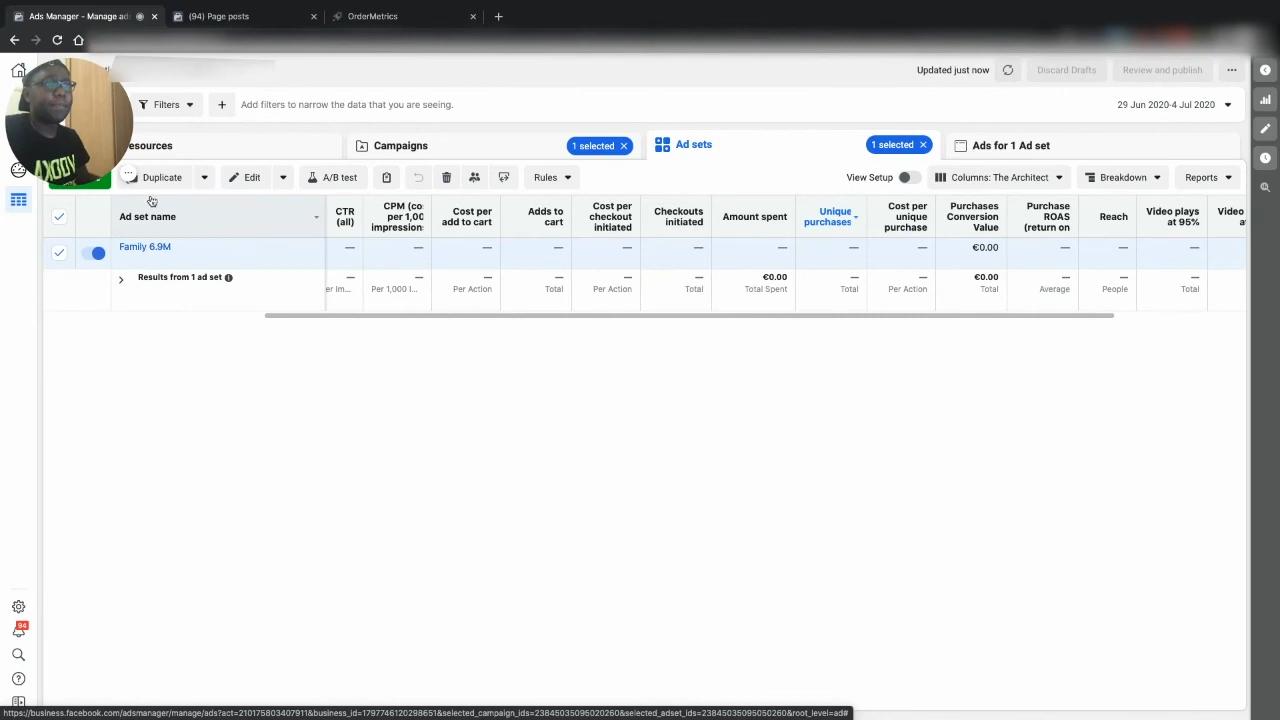 Ads Manager - Manage ads
(94) Page posts
OrderMetrics
Updated just now
Discard Drafts
Review and publish
Filters
Add filters to narrow the data that you are seeing.
29 Jun 2020-4 Jul 2020
esources
Campaigns
1 selected
Ad sets
1 selected
Ads for 1 Ad set
Duplicate
Edit
A/B test
Rules
View Setup
Columns: The Architect
Breakdown
Reports
Ad set name
CTR
(all)
CPM (co
per 1,00
impression
Cost per
add to cart
Adds to
cart
Cost per
checkout
initiated
Checkouts
initiated
Amount spent
Unique
purchases
Cost per
unique
purchase
Purchases
Conversion
Value
Purchase
ROAS
(return on
Reach
Video plays
at 95%
Video
Family 6.9M
— — — — — — — — — €0.00 — — —
Results from 1 ad set
— — — — — — €0.00 — — €0.00 — — —
er Im...
Per 1,000 I...
Per Action
Total
Per Action
Total
Total Spent
Total
Per Action
Total
Average
People
Total
94
https://business.facebook.com/adsmanager/manage/ads?act=210175803407911&business_id=1797746120298651&selected_campaign_ids=23845035095020260&selected_adset_ids=23845035095050260&root_level=ad#